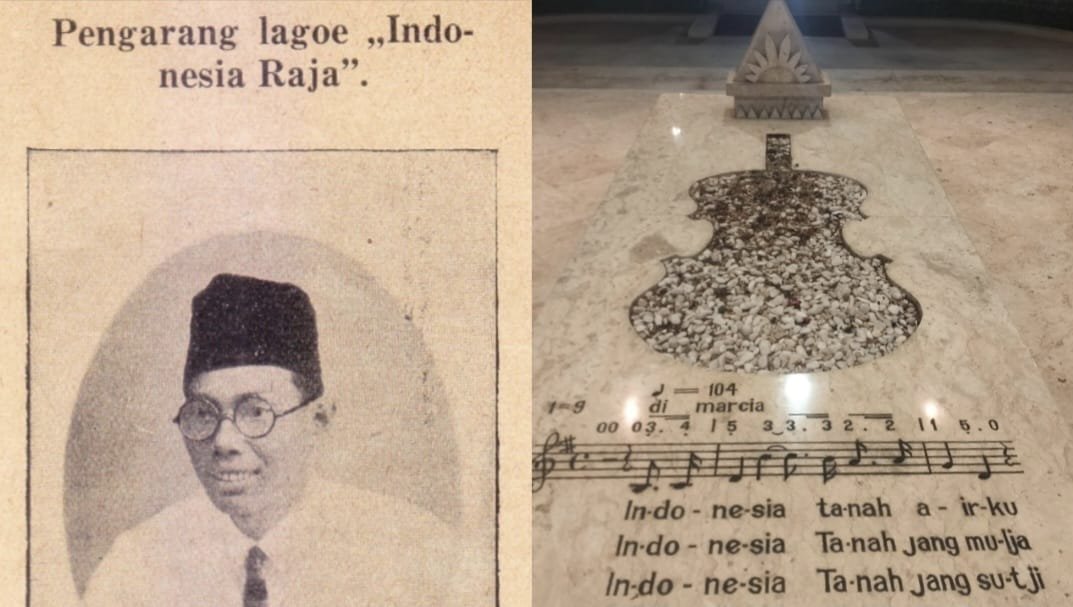 Pengarang lagoe „Indo-
nesia Raja”.
♩ = 104
1=g di marcia
00 03. 4 | 5 3 3. 3 2. 2 | 1 5. 0
In-do - ne-sia ta-nah a - ir-ku
In-do - ne-sia Ta-nah jang mu-lja
In-do - ne-sia Ta-nah jang su-tji